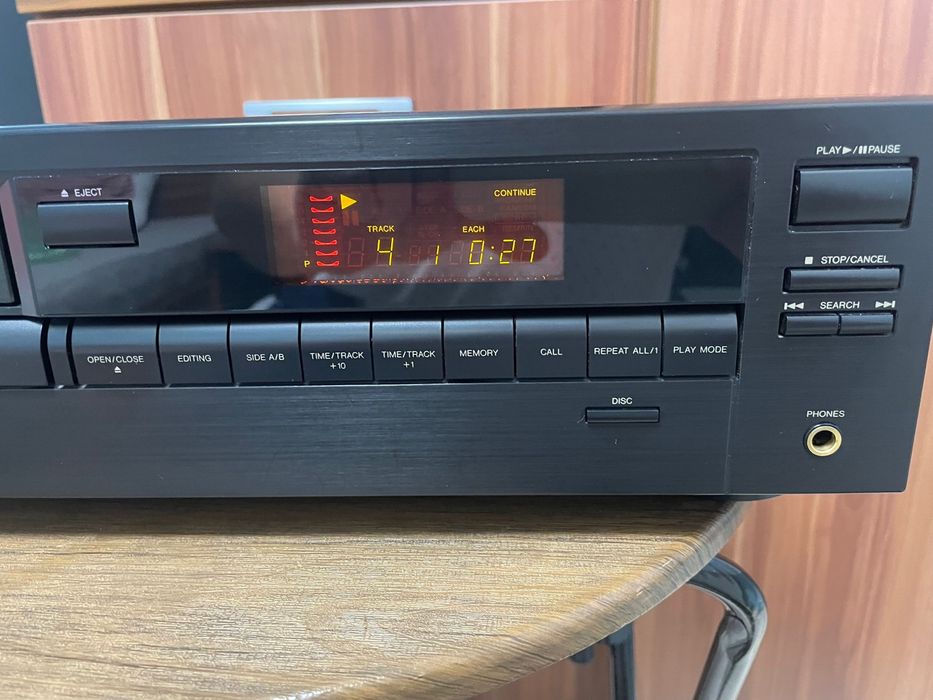 PLAY▶/❚❚PAUSE
⏏ EJECT
CONTINUE
TRACK EACH
P 4 1 0:27
■ STOP/CANCEL
⏮ SEARCH ⏭
OPEN/CLOSE ⏏
EDITING
SIDE A/B
TIME/TRACK
+10
TIME/TRACK
+1
MEMORY
CALL
REPEAT ALL/1
PLAY MODE
DISC
PHONES